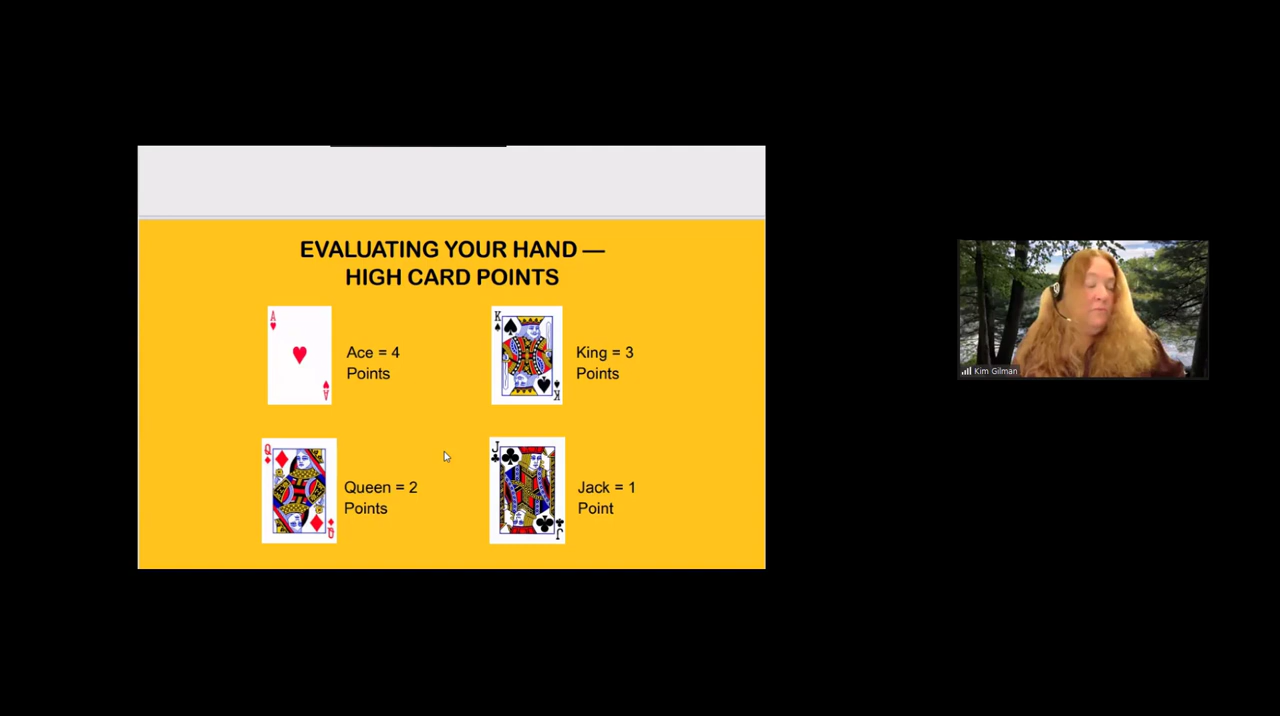 EVALUATING YOUR HAND —
HIGH CARD POINTS
A
A
Ace = 4
Points
K
K
King = 3
Points
Q
Q
Queen = 2
Points
J
J
Jack = 1
Point
Kim Gilman